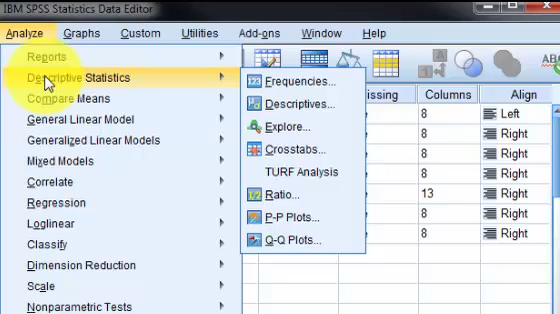 IBM SPSS Statistics Data Editor
Analyze Graphs Custom Utilities Add-ons Window Help
Reports
Descriptive Statistics
Compare Means
General Linear Model
Generalized Linear Models
Mixed Models
Correlate
Regression
Loglinear
Classify
Dimension Reduction
Scale
Nonparametric Tests
Frequencies...
Descriptives...
Explore...
Crosstabs...
TURF Analysis
Ratio...
P-P Plots...
Q-Q Plots...
issing Columns Align
8 Left
8 Right
8 Right
8 Right
13 Right
8 Right
8 Right